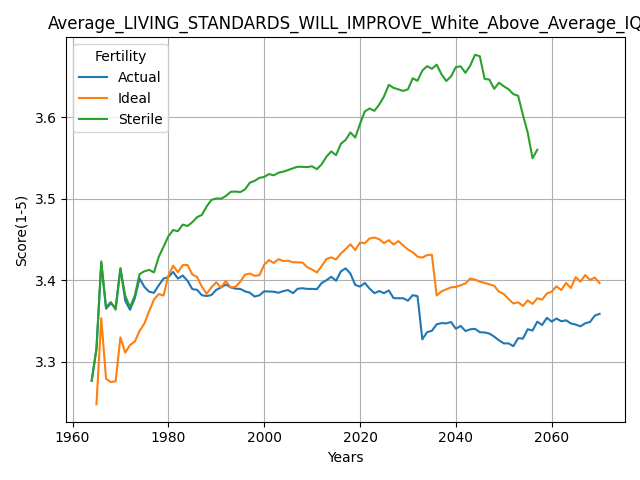 Average_LIVING_STANDARDS_WILL_IMPROVE_White_Above_Average_IQ
Fertility
Actual
Ideal
Sterile
Score(1-5)
3.6
3.5
3.4
3.3
1960 1980 2000 2020 2040 2060
Years